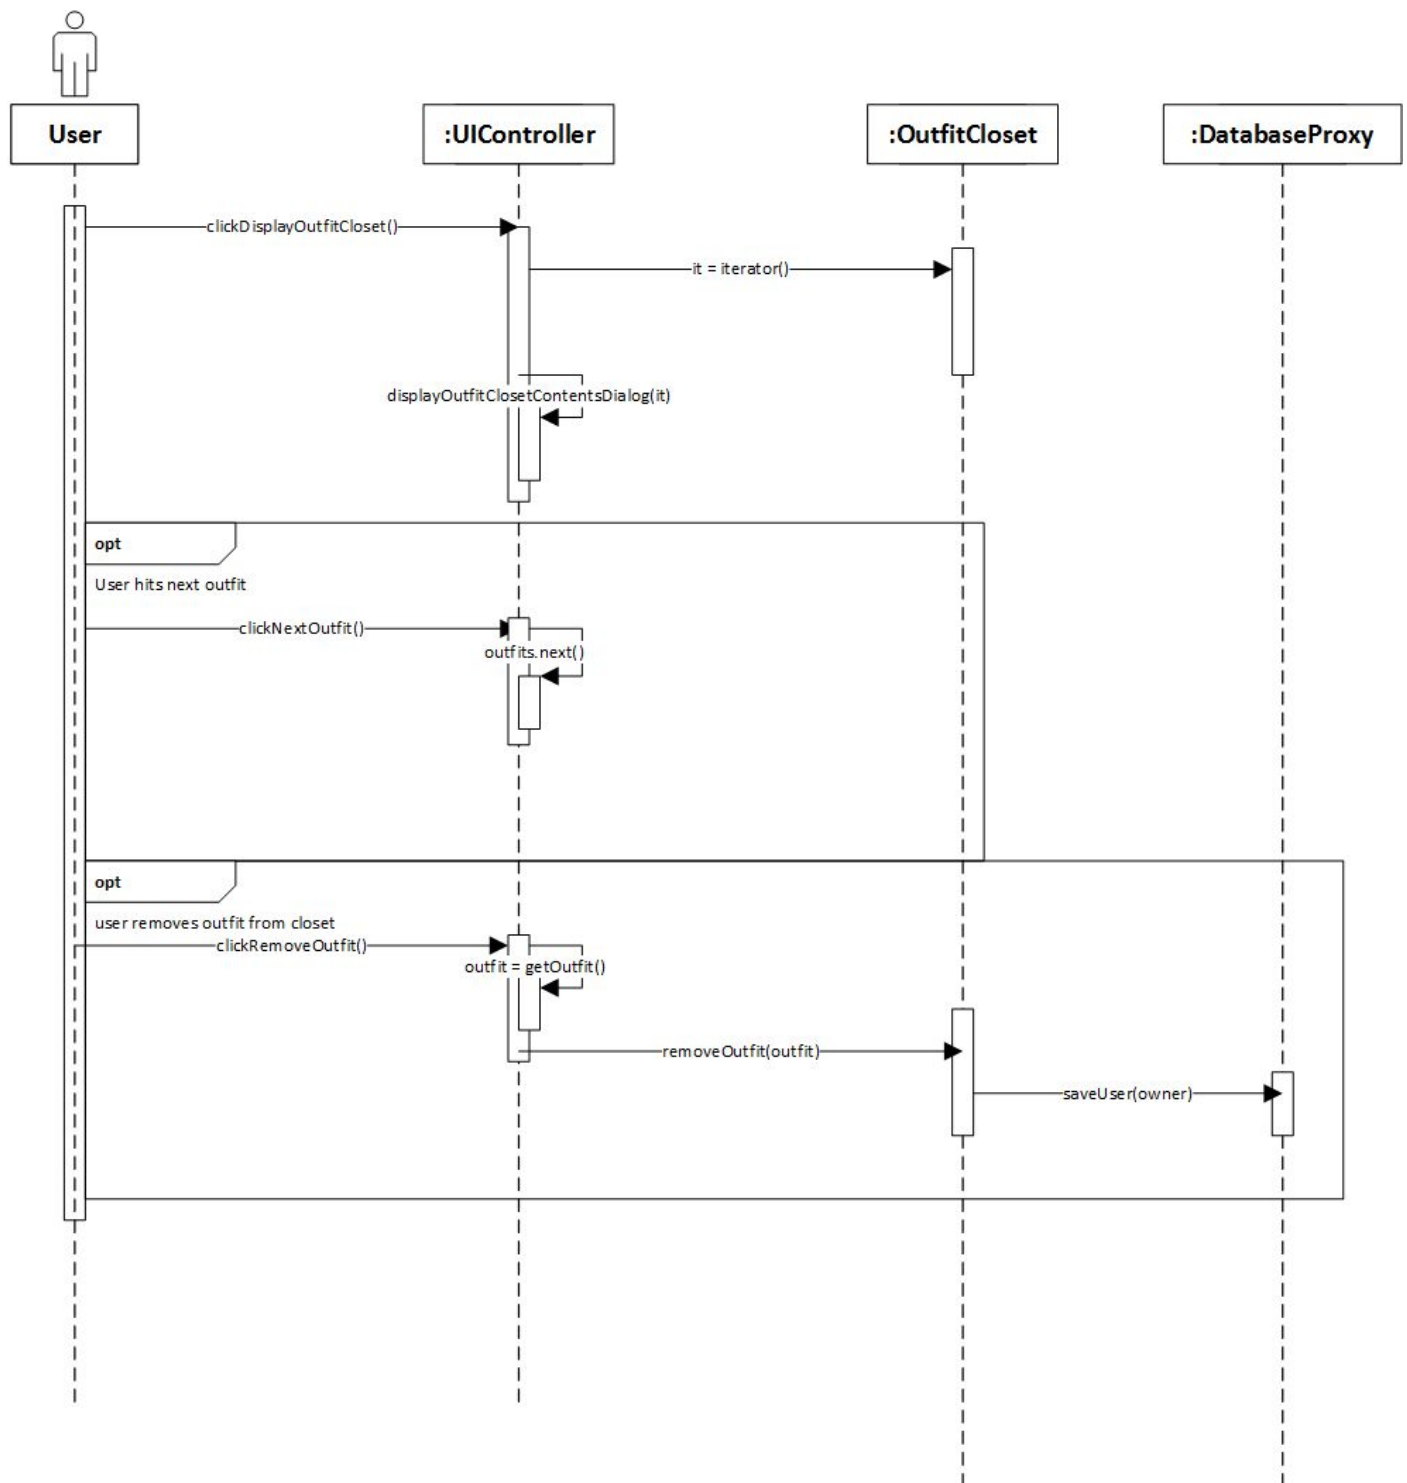 User
:UIController
:OutfitCloset
:DatabaseProxy
clickDisplayOutfitCloset()
it = iterator()
displayOutfitClosetContentsDialog(it)
opt
User hits next outfit
clickNextOutfit()
outfits.next()
opt
user removes outfit from closet
clickRemoveOutfit()
outfit = getOutfit()
removeOutfit(outfit)
saveUser(owner)